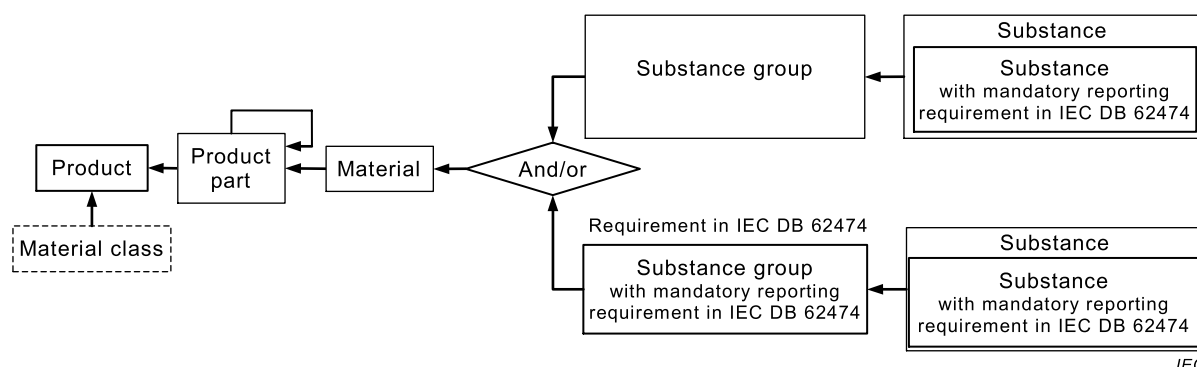 Substance
Substance group
Substance
with mandatory reporting
requirement in IEC DB 62474
Product
Product
part
Material
And/or
Material class
Requirement in IEC DB 62474
Substance
Substance group
with mandatory reporting
requirement in IEC DB 62474
Substance
with mandatory reporting
requirement in IEC DB 62474
IEC